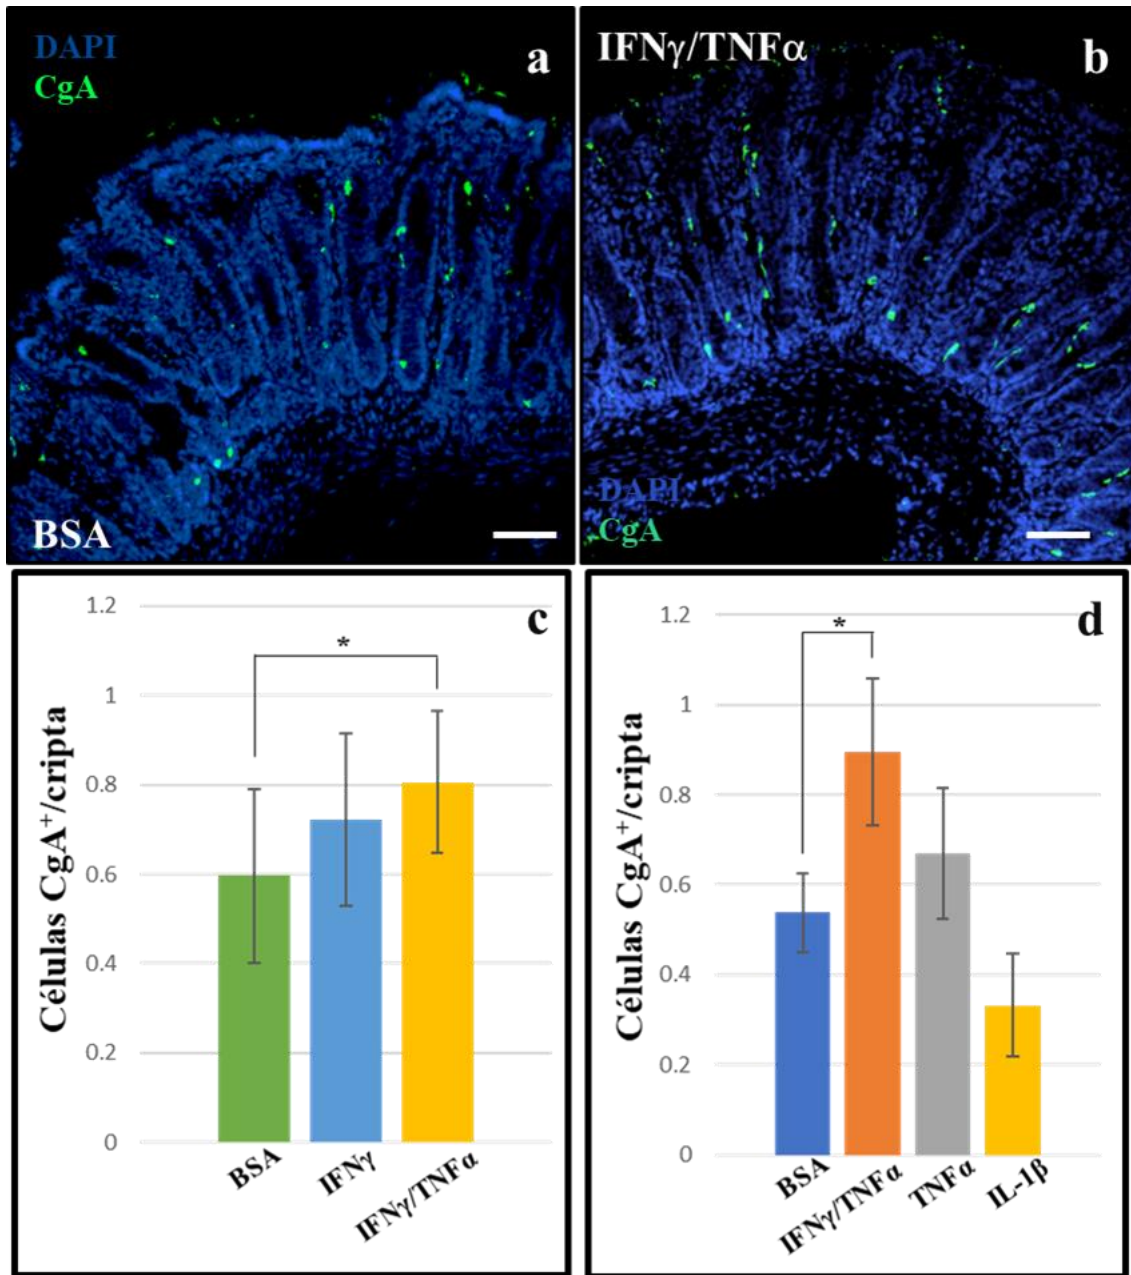 DAPI
CgA
a
BSA
IFNγ/TNFα
b
DAPI
CgA
c
Células CgA⁺/cripta
1.2
1
0.8
0.6
0.4
0.2
0
*
BSA
IFNγ
IFNγ/TNFα
d
Células CgA⁺/cripta
1.2
1
0.8
0.6
0.4
0.2
0
*
BSA
IFNγ/TNFα
TNFα
IL-1β